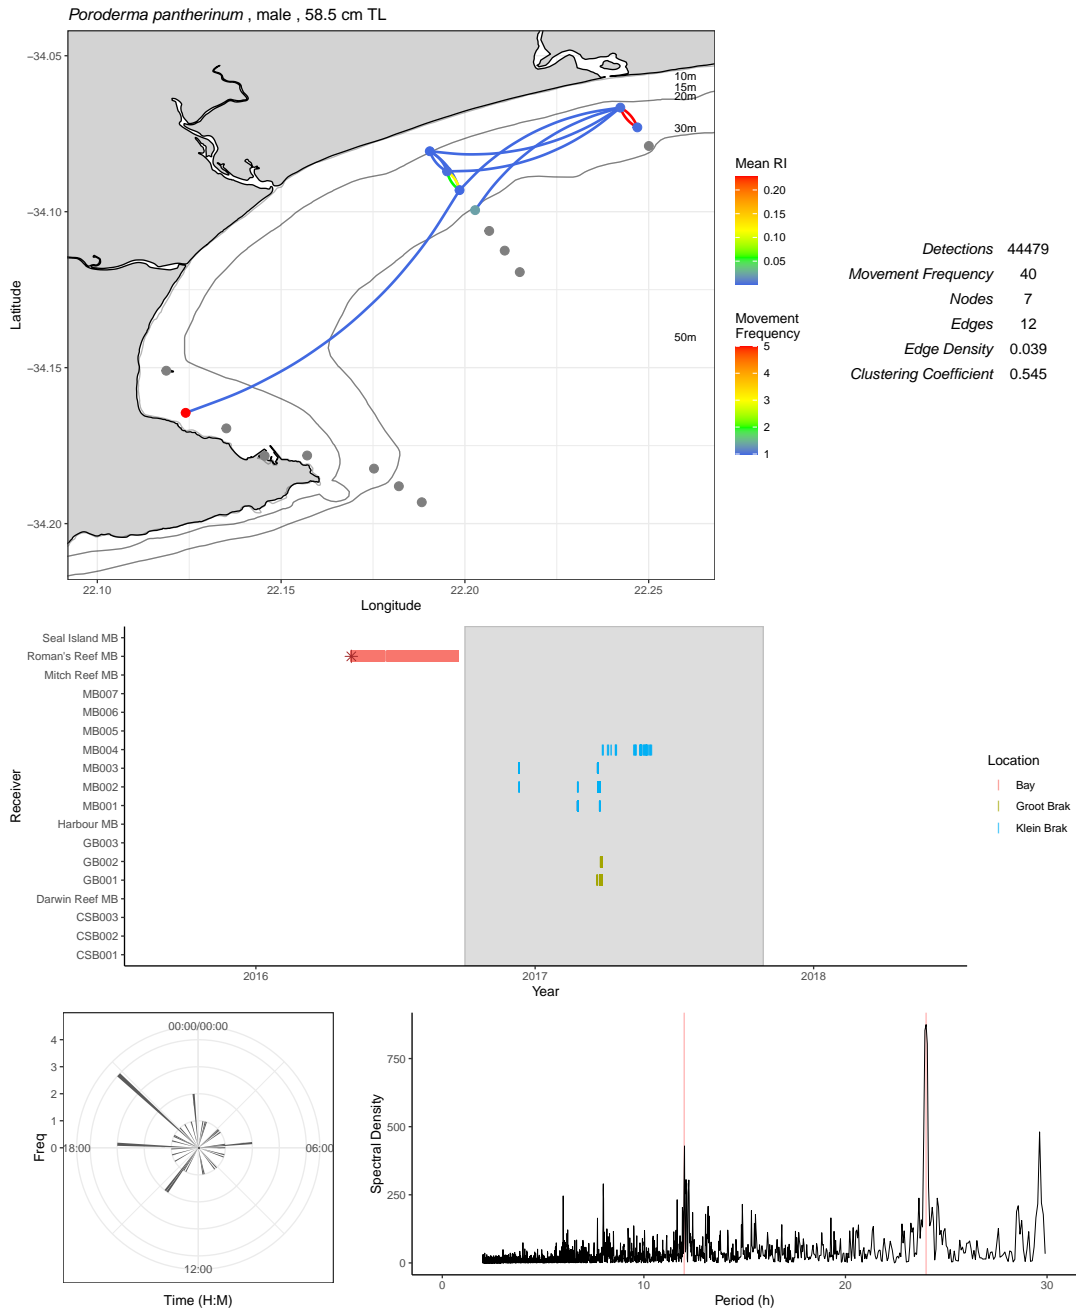 Poroderma pantherinum , male , 58.5 cm TL
−34.05
−34.10
−34.15
−34.20
Latitude
22.10
22.15
22.20
22.25
Longitude
10m
15m
20m
30m
50m
Mean RI
0.20
0.15
0.10
0.05
Movement
Frequency
5
4
3
2
1
Detections 44479
Movement Frequency 40
Nodes 7
Edges 12
Edge Density 0.039
Clustering Coefficient 0.545
Receiver
Seal Island MB
Roman's Reef MB
Mitch Reef MB
MB007
MB006
MB005
MB004
MB003
MB002
MB001
Harbour MB
GB003
GB002
GB001
Darwin Reef MB
CSB003
CSB002
CSB001
2016
2017
2018
Year
Location
Bay
Groot Brak
Klein Brak
Freq
4
3
2
1
0
00:00/00:00
06:00
12:00
18:00
Time (H:M)
Spectral Density
750
500
250
0
0
10
20
30
Period (h)